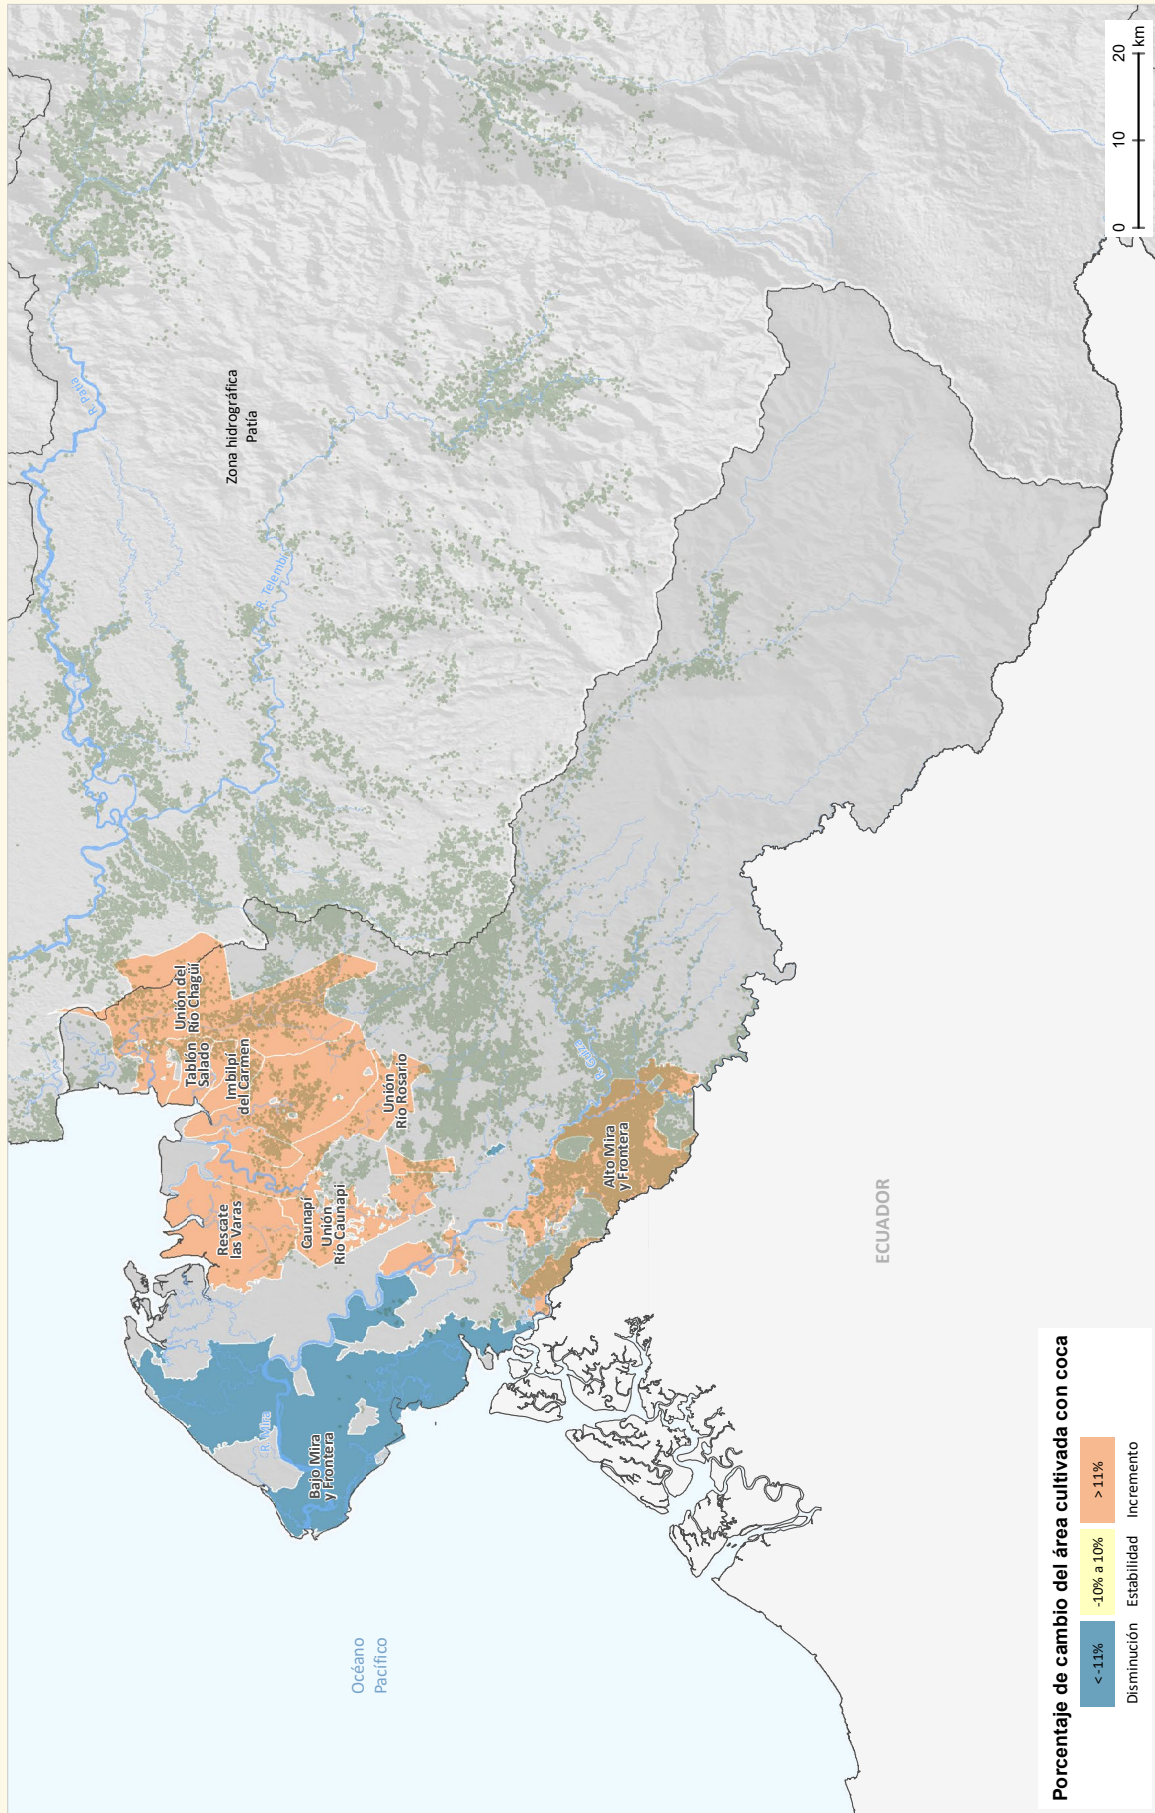 R. Patía
Zona hidrográfica
Patía
R. Telembí
Unión del
Río Chagüí
Tablón
Salado
Imbilpí
del Carmen
Unión
Río Rosario
Rescate
las Varas
Caunapí
Unión
Río Caunapi
R. Guiza
Alto Mira
y Frontera
R. Mira
Bajo Mira
y Frontera
Océano
Pacífico
ECUADOR
0 10 20
km
Porcentaje de cambio del área cultivada con coca
< -11% -10% a 10% > 11%
Disminución Estabilidad Incremento